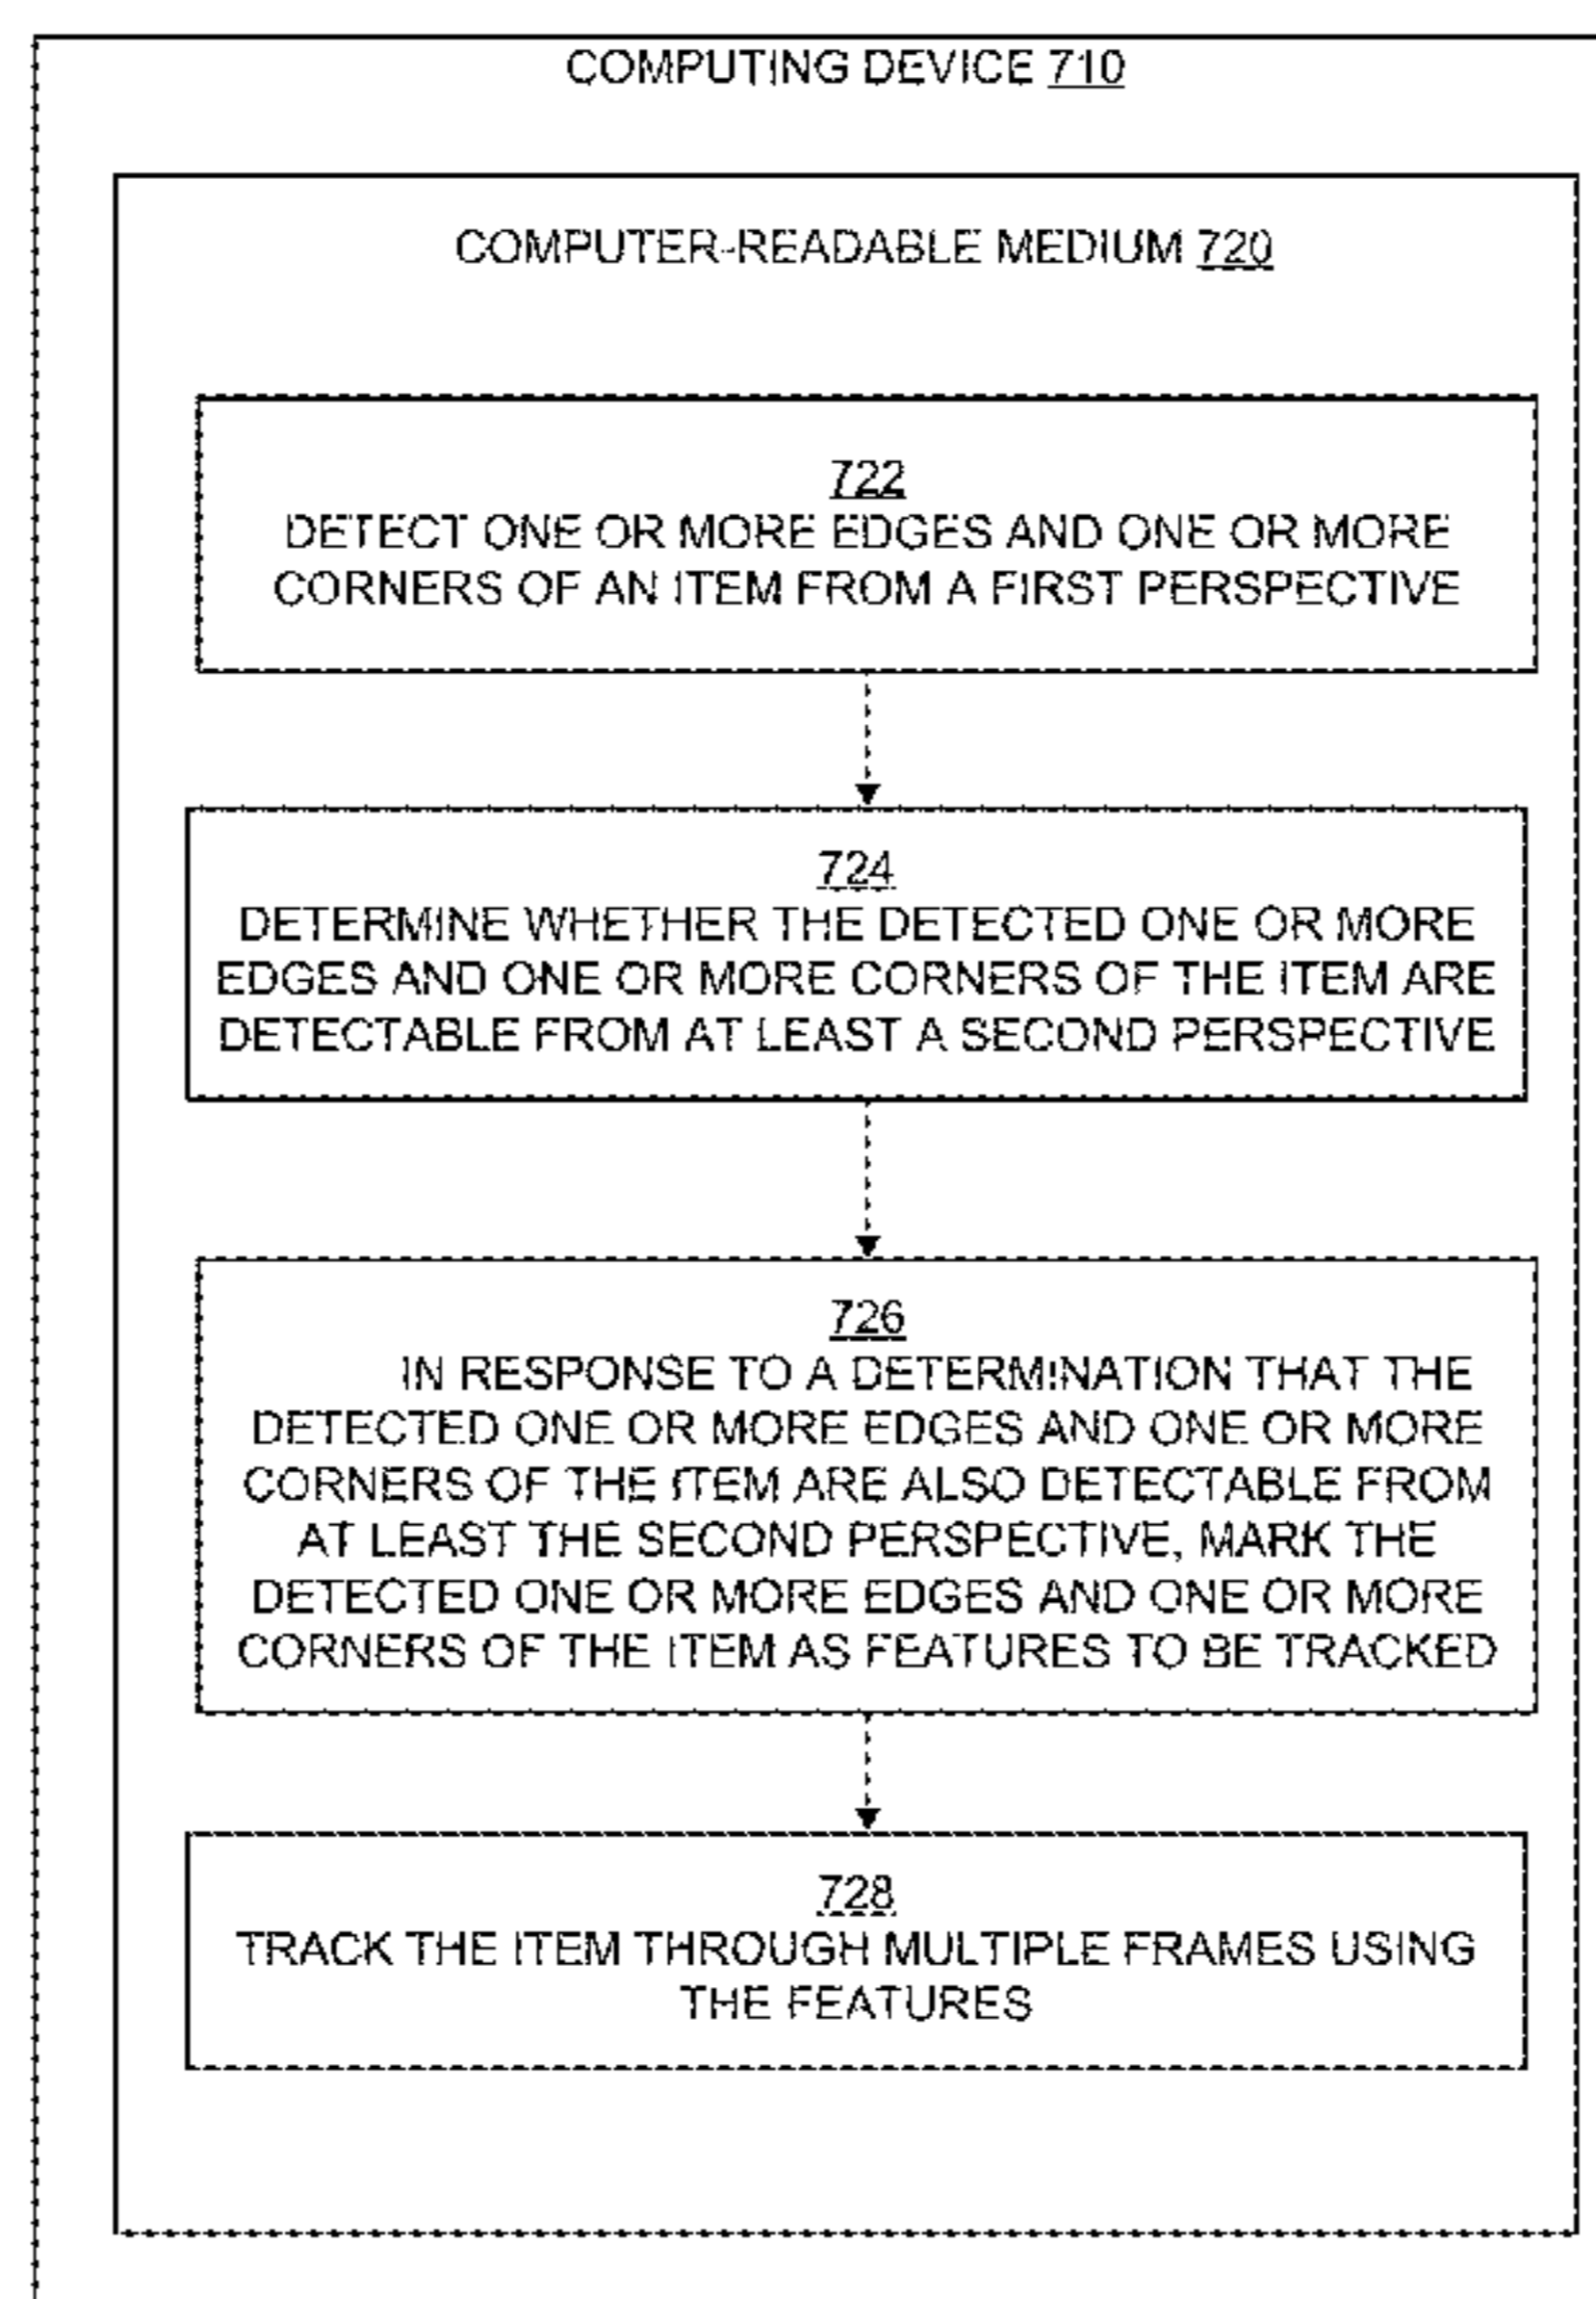 COMPUTING DEVICE 710
COMPUTER-READABLE MEDIUM 720
722
DETECT ONE OR MORE EDGES AND ONE OR MORE
CORNERS OF AN ITEM FROM A FIRST PERSPECTIVE
724
DETERMINE WHETHER THE DETECTED ONE OR MORE
EDGES AND ONE OR MORE CORNERS OF THE ITEM ARE
DETECTABLE FROM AT LEAST A SECOND PERSPECTIVE
726
IN RESPONSE TO A DETERMINATION THAT THE
DETECTED ONE OR MORE EDGES AND ONE OR MORE
CORNERS OF THE ITEM ARE ALSO DETECTABLE FROM
AT LEAST THE SECOND PERSPECTIVE, MARK THE
DETECTED ONE OR MORE EDGES AND ONE OR MORE
CORNERS OF THE ITEM AS FEATURES TO BE TRACKED
728
TRACK THE ITEM THROUGH MULTIPLE FRAMES USING
THE FEATURES